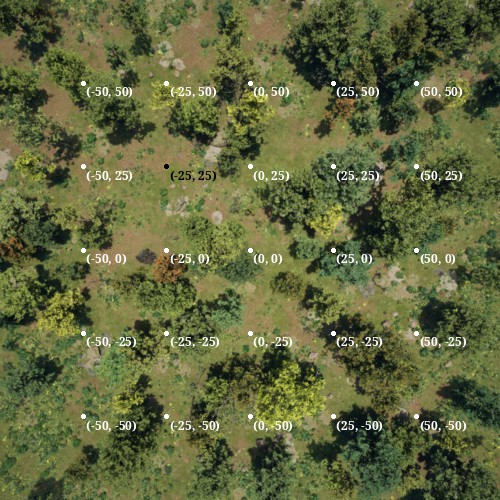 (-50, 50) (-25, 50) (0, 50) (25, 50) (50, 50)
(-50, 25) (-25, 25) (0, 25) (25, 25) (50, 25)
(-50, 0) (-25, 0) (0, 0) (25, 0) (50, 0)
(-50, -25) (-25, -25) (0, -25) (25, -25) (50, -25)
(-50, -50) (-25, -50) (0, -50) (25, -50) (50, -50)